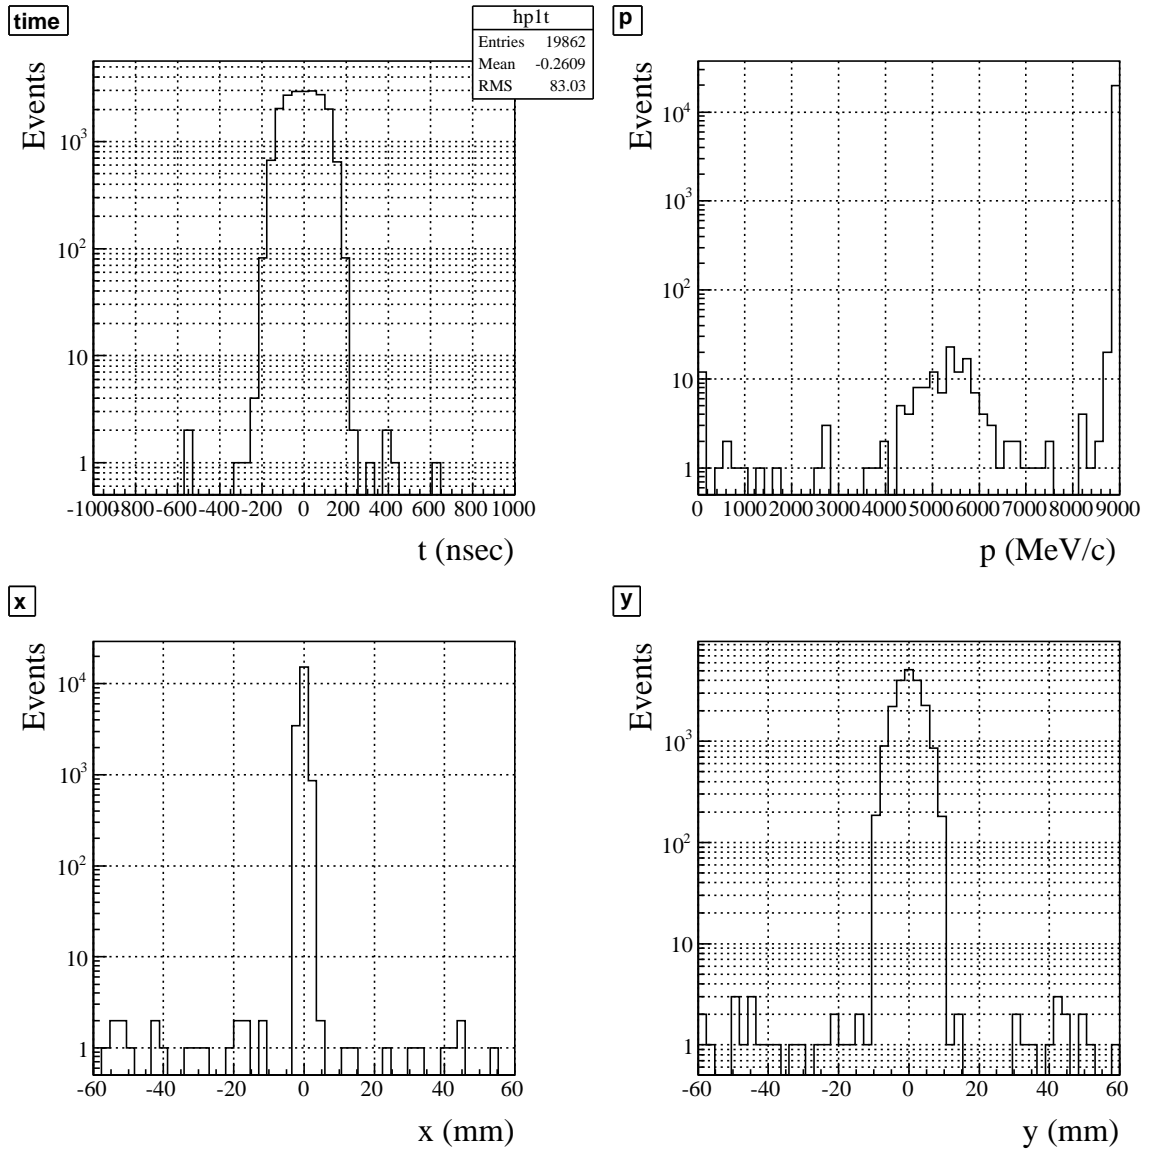 time
hp1t
Entries 19862
Mean -0.2609
RMS 83.03
Events
10³
10²
10
1
-1000 -800 -600 -400 -200 0 200 400 600 800 1000
t (nsec)
p
Events
10⁴
10³
10²
10
1
0 1000 2000 3000 4000 5000 6000 7000 8000 9000
p (MeV/c)
x
Events
10⁴
10³
10²
10
1
-60 -40 -20 0 20 40 60
x (mm)
y
Events
10³
10²
10
1
-60 -40 -20 0 20 40 60
y (mm)